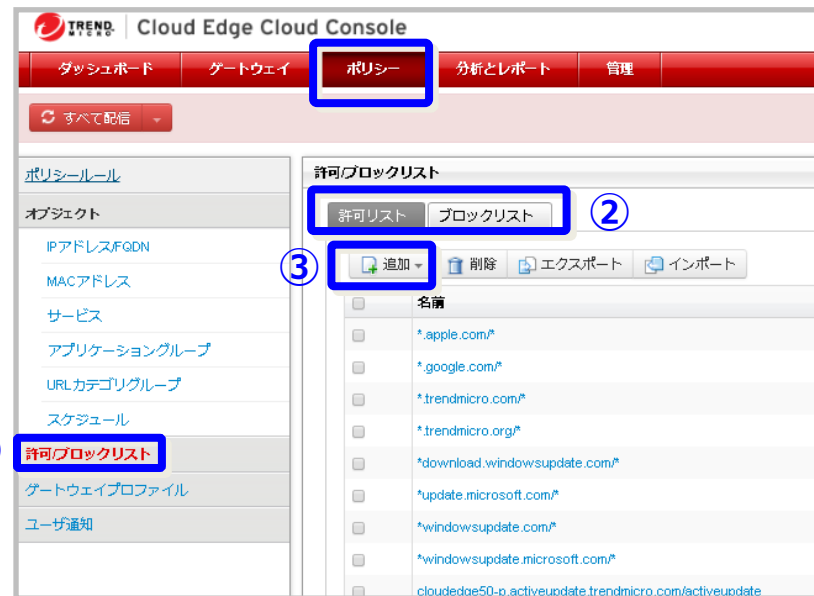 TREND MICRO Cloud Edge Cloud Console
ダッシュボード ゲートウェイ ポリシー 分析とレポート 管理
すべて配信
ポリシールール
許可/ブロックリスト
オブジェクト
許可リスト ブロックリスト ②
IPアドレス/FQDN
③ 追加 削除 エクスポート インポート
MACアドレス
名前
サービス
*.apple.com/*
アプリケーショングループ
*.google.com/*
URLカテゴリグループ
*.trendmicro.com/*
スケジュール
*.trendmicro.org/*
許可/ブロックリスト
*download.windowsupdate.com/*
ゲートウェイプロファイル
*update.microsoft.com/*
ユーザ通知
*windowsupdate.com/*
*windowsupdate.microsoft.com/*
cloudedge50-p.activeupdate.trendmicro.com/activeupdate